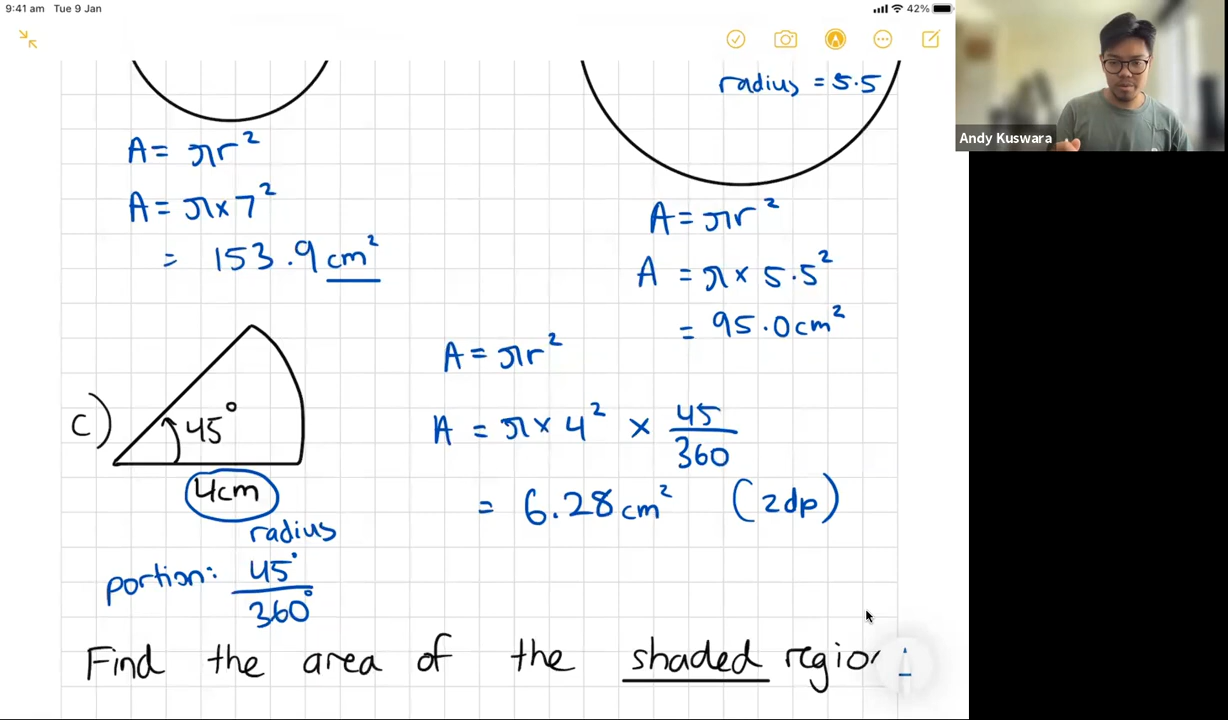 9:41 am Tue 9 Jan
42%
Andy Kuswara
radius = 5.5
A = πr²
A = π × 7²
= 153.9 cm²
A = πr²
A = π × 5.5²
= 95.0 cm²
c)
45°
4cm
radius
portion: 45°/360°
A = πr²
A = π × 4² × 45/360
= 6.28 cm² (2dp)
Find the area of the shaded region